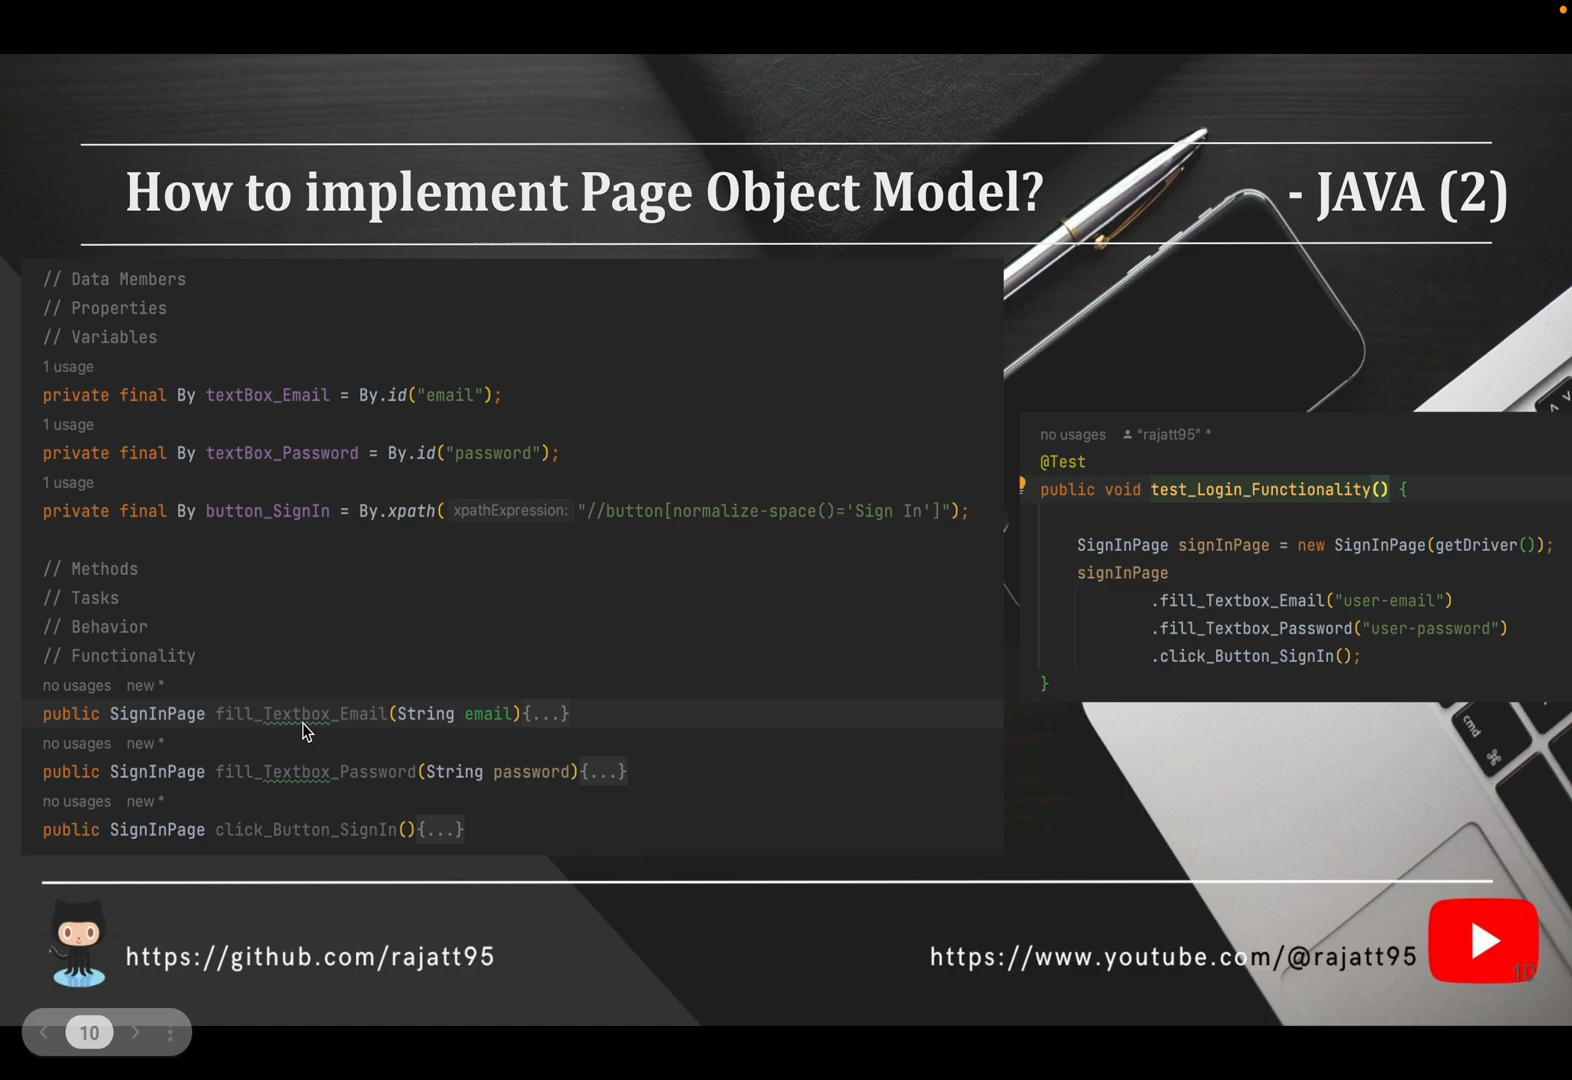 How to implement Page Object Model? - JAVA (2)
// Data Members
// Properties
// Variables
1 usage
private final By textBox_Email = By.id("email");
1 usage
private final By textBox_Password = By.id("password");
1 usage
private final By button_SignIn = By.xpath( xpathExpression: "//button[normalize-space()='Sign In']");
// Methods
// Tasks
// Behavior
// Functionality
no usages new *
public SignInPage fill_Textbox_Email(String email){...}
no usages new *
public SignInPage fill_Textbox_Password(String password){...}
no usages new *
public SignInPage click_Button_SignIn(){...}
no usages "rajatt95" *
@Test
public void test_Login_Functionality() {
SignInPage signInPage = new SignInPage(getDriver());
signInPage
.fill_Textbox_Email("user-email")
.fill_Textbox_Password("user-password")
.click_Button_SignIn();
}
cmd
https://github.com/rajatt95
https://www.youtube.com/@rajatt95
10
10